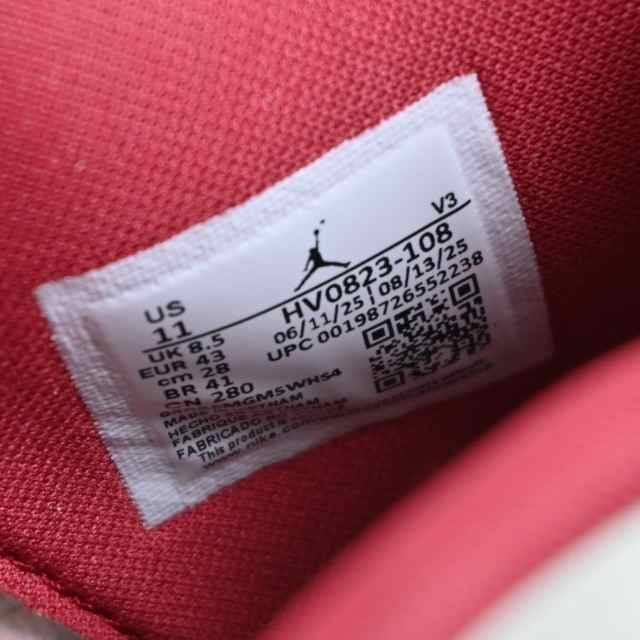 V3
US
11
HV0823-108
UK 8.5
06/11/25 | 08/13/25
EUR 43
UPC 00198726552238
cm 28
BR 41
CN 280
FABRICADO
This product